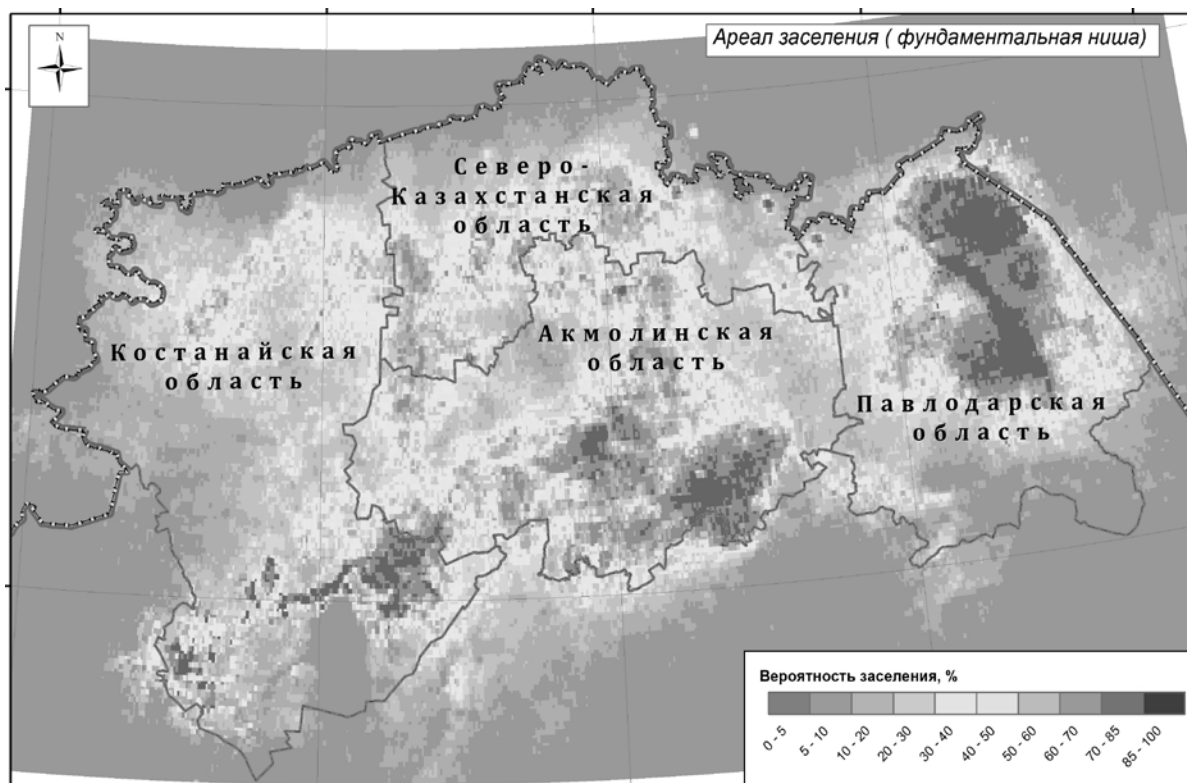 Ареал заселения ( фундаментальная ниша)
N
Северо-
Казахстанская
область
Костанайская
область
Акмолинская
область
Павлодарская
область
Вероятность заселения, %
0 - 5
5 - 10
10 - 20
20 - 30
30 - 40
40 - 50
50 - 60
60 - 70
70 - 85
85 - 100